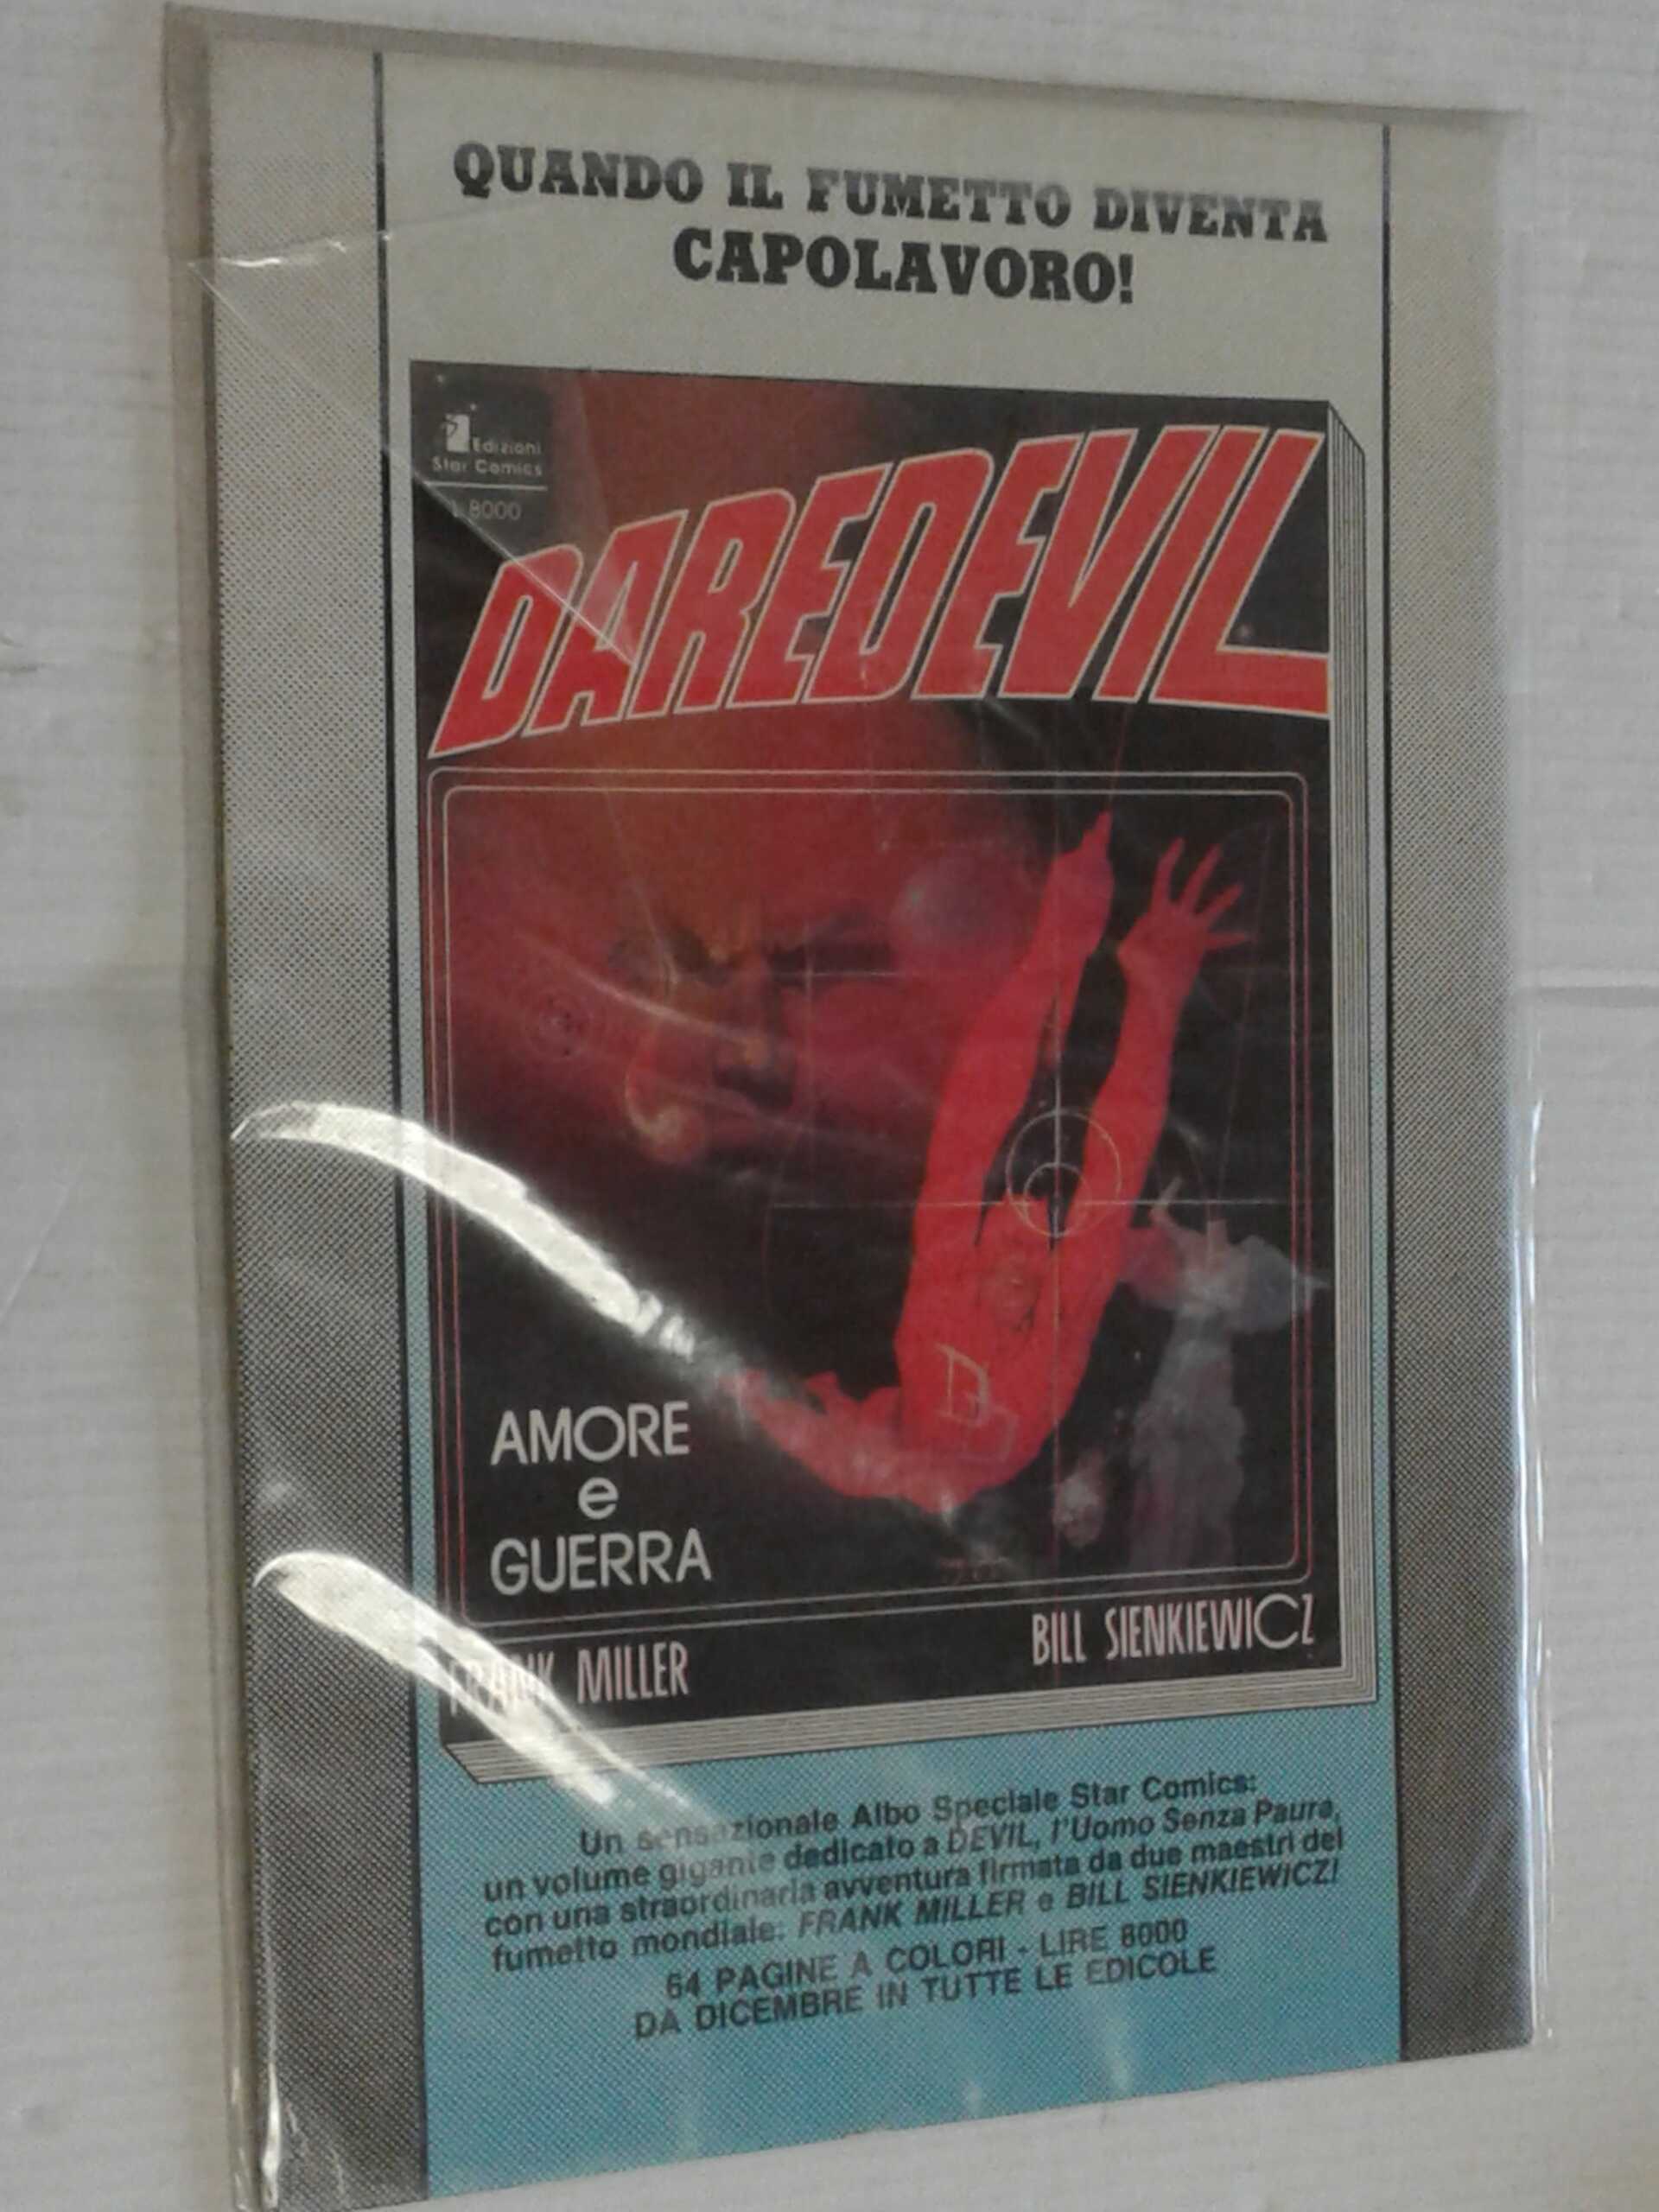 QUANDO IL FUMETTO DIVENTA
CAPOLAVORO!
Edizioni
Star Comics
L. 8000
DAREDEVIL
AMORE
e
GUERRA
FRANK MILLER
BILL SIENKIEWICZ
Un sensazionale Albo Speciale Star Comics:
un volume gigante dedicato a DEVIL, l'Uomo Senza Paura,
con una straordinaria avventura firmata da due maestri del
fumetto mondiale: FRANK MILLER e BILL SIENKIEWICZ!
64 PAGINE A COLORI - LIRE 8000
DA DICEMBRE IN TUTTE LE EDICOLE